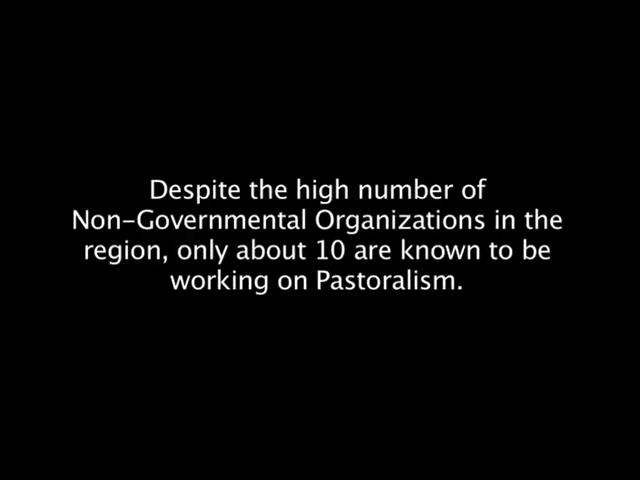 Despite the high number of
Non-Governmental Organizations in the
region, only about 10 are known to be
working on Pastoralism.